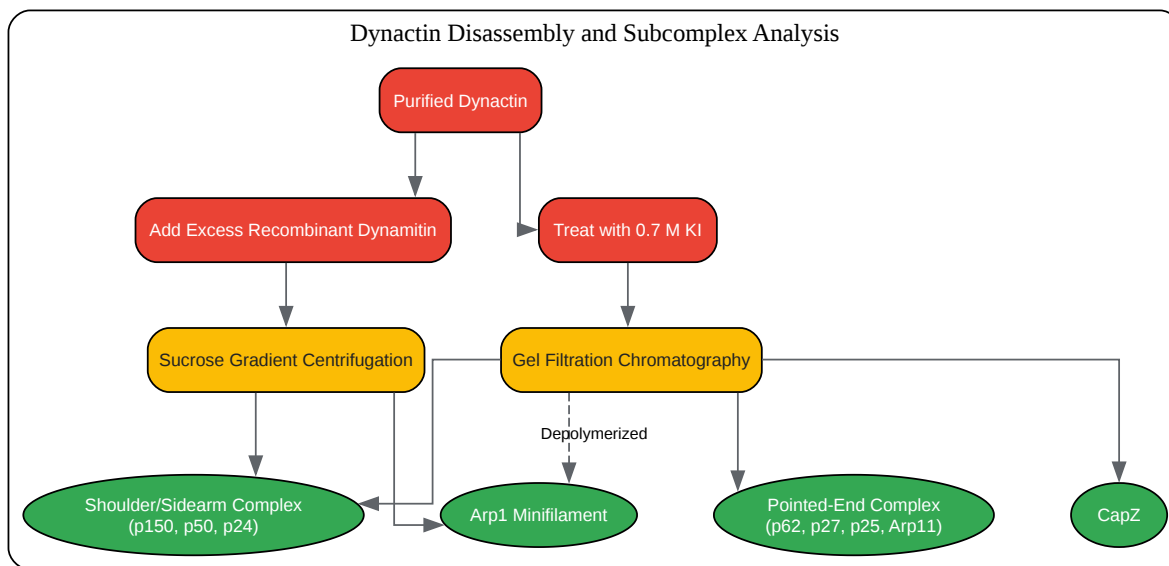 Dynactin Disassembly and Subcomplex Analysis
Purified Dynactin
Add Excess Recombinant Dynamitin
Treat with 0.7 M KI
Sucrose Gradient Centrifugation
Gel Filtration Chromatography
Depolymerized
Shoulder/Sidearm Complex
(p150, p50, p24)
Arp1 Minifilament
Pointed-End Complex
(p62, p27, p25, Arp11)
CapZ